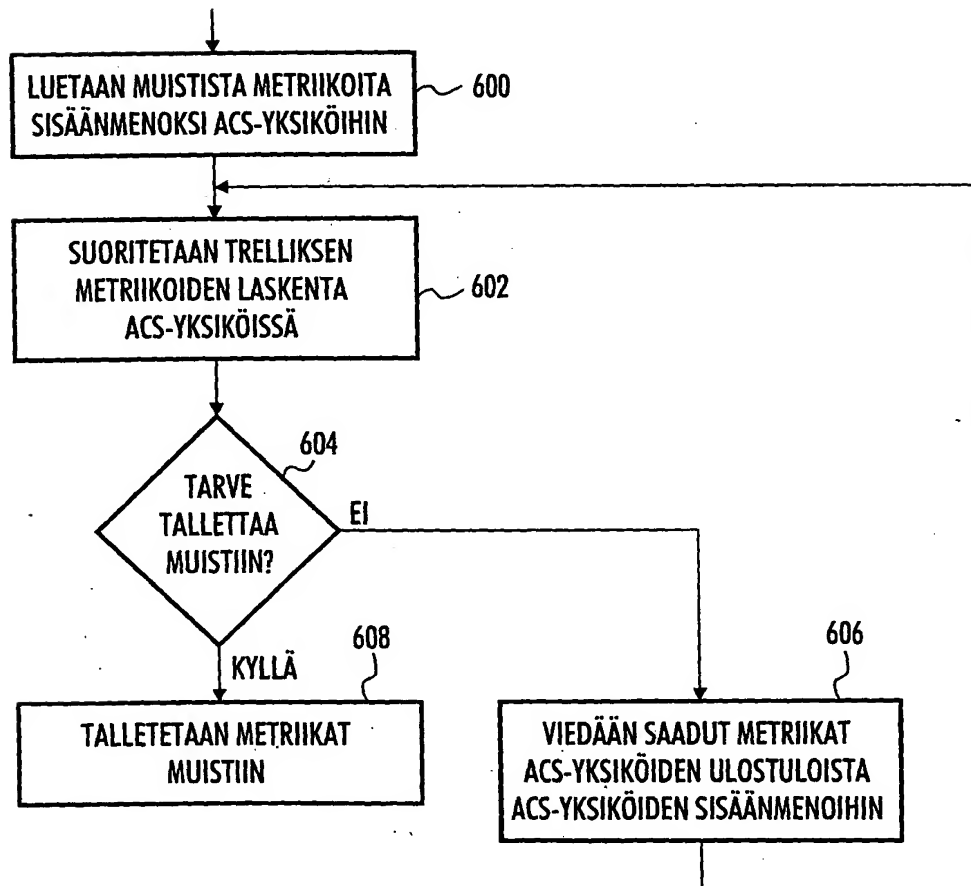 LUETAAN MUISTISTA METRIIKOITA
SISÄÄNMENOKSI ACS-YKSIKÖIHIN
600
SUORITETAAN TRELLIKSEN
METRIIKOIDEN LASKENTA
ACS-YKSIKÖISSÄ
602
604
TARVE
TALLETTAA
MUISTIIN?
EI
KYLLÄ
608
TALLETETAAN METRIIKAT
MUISTIIN
606
VIEDÄÄN SAADUT METRIIKAT
ACS-YKSIKÖIDEN ULOSTULOISTA
ACS-YKSIKÖIDEN SISÄÄNMENOIHIN